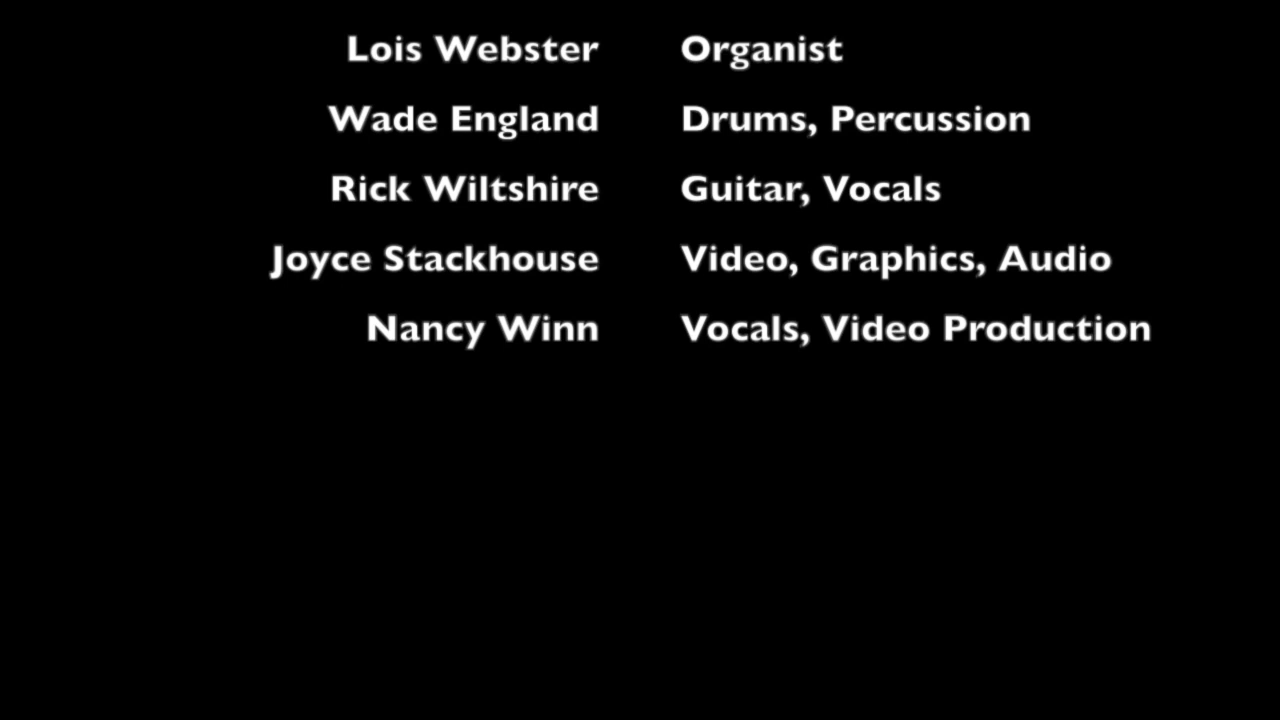 Lois Webster Organist
Wade England Drums, Percussion
Rick Wiltshire Guitar, Vocals
Joyce Stackhouse Video, Graphics, Audio
Nancy Winn Vocals, Video Production